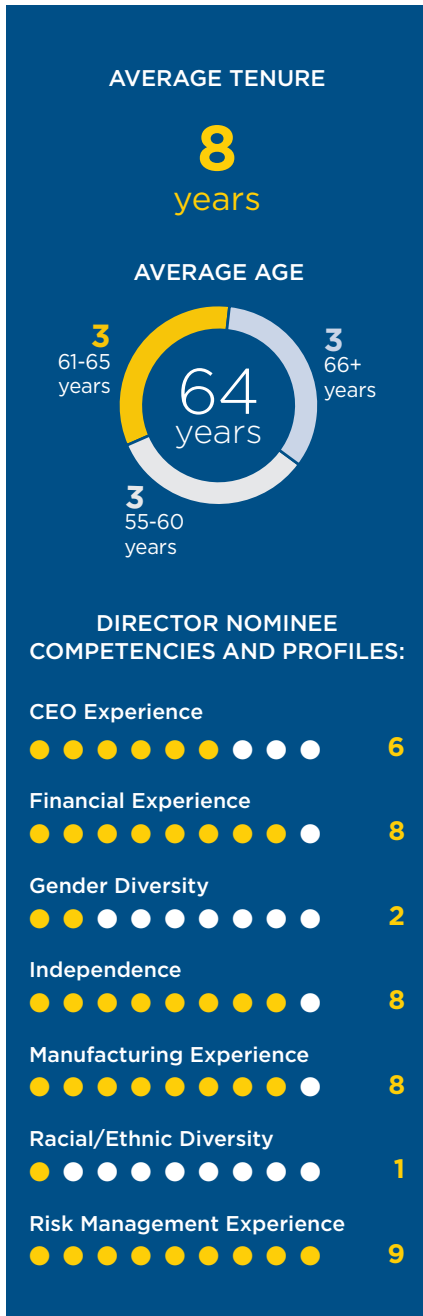 AVERAGE TENURE
8
years
AVERAGE AGE
3
61-65
years
64
years
3
66+
years
3
55-60
years
DIRECTOR NOMINEE
COMPETENCIES AND PROFILES:
CEO Experience
6
Financial Experience
8
Gender Diversity
2
Independence
8
Manufacturing Experience
8
Racial/Ethnic Diversity
1
Risk Management Experience
9